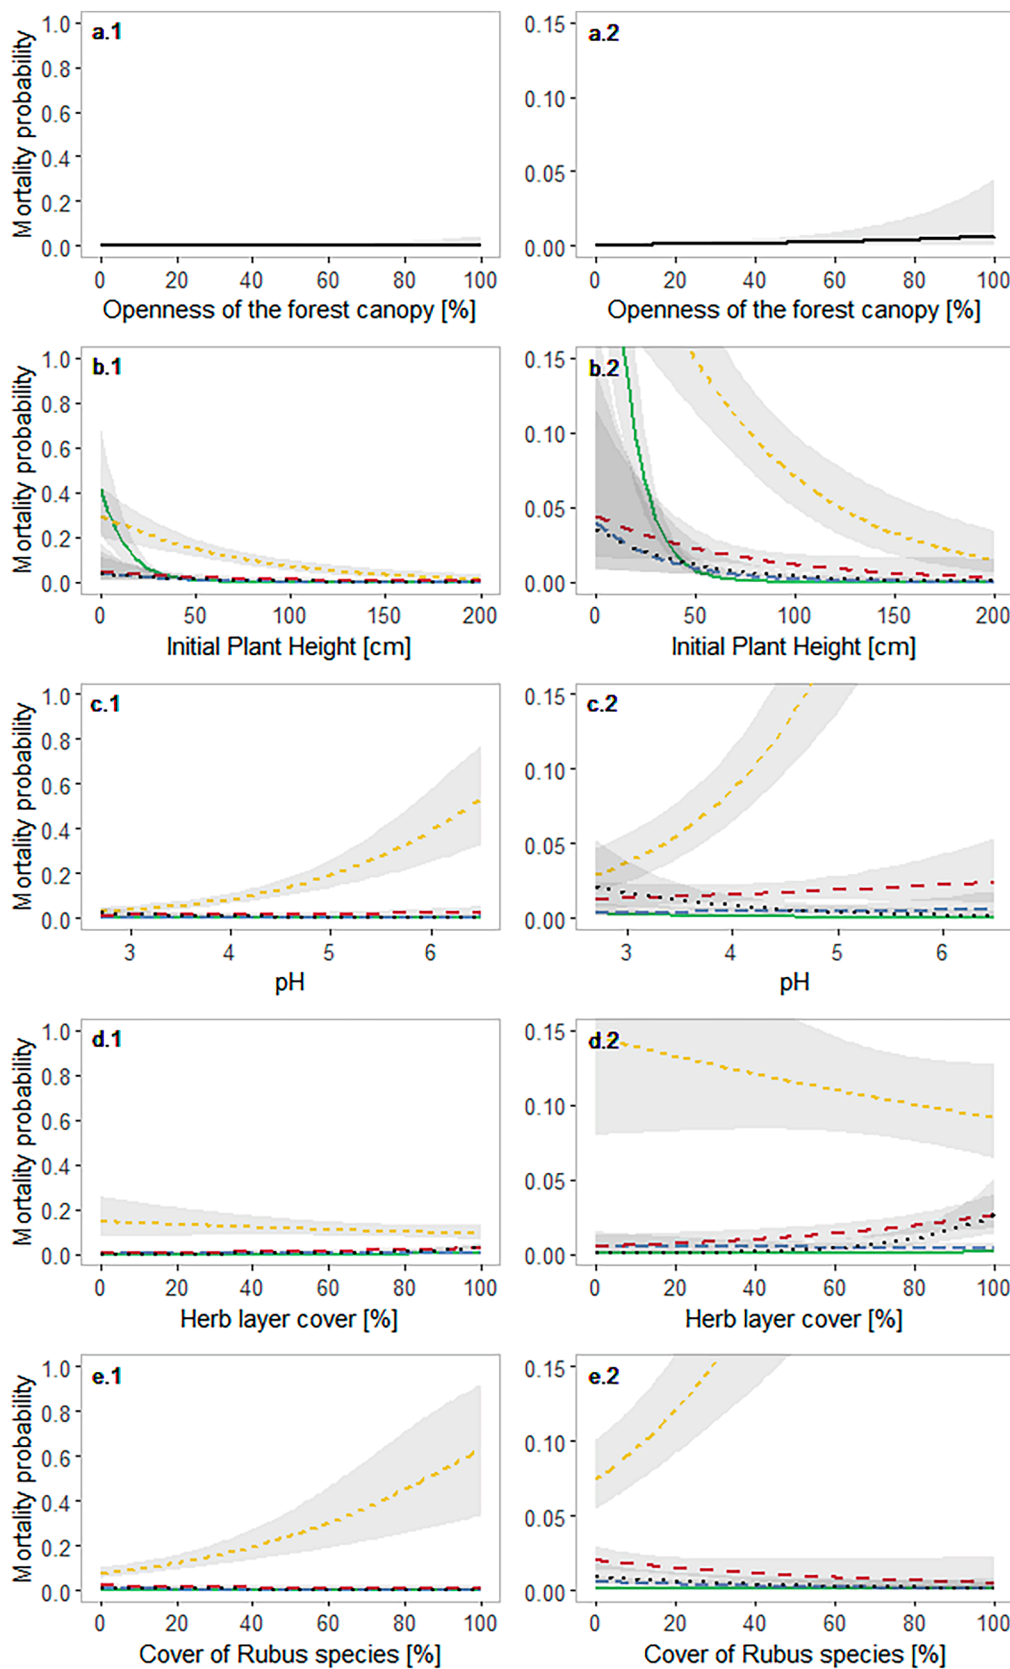 a.1
Mortality probability
1.0
0.8
0.6
0.4
0.2
0.0
0 20 40 60 80 100
Openness of the forest canopy [%]
a.2
0.15
0.10
0.05
0.00
0 20 40 60 80 100
Openness of the forest canopy [%]
b.1
Mortality probability
1.0
0.8
0.6
0.4
0.2
0.0
0 50 100 150 200
Initial Plant Height [cm]
b.2
0.15
0.10
0.05
0.00
0 50 100 150 200
Initial Plant Height [cm]
c.1
Mortality probability
1.0
0.8
0.6
0.4
0.2
0.0
3 4 5 6
pH
c.2
0.15
0.10
0.05
0.00
3 4 5 6
pH
d.1
Mortality probability
1.0
0.8
0.6
0.4
0.2
0.0
0 20 40 60 80 100
Herb layer cover [%]
d.2
0.15
0.10
0.05
0.00
0 20 40 60 80 100
Herb layer cover [%]
e.1
Mortality probability
1.0
0.8
0.6
0.4
0.2
0.0
0 20 40 60 80 100
Cover of Rubus species [%]
e.2
0.15
0.10
0.05
0.00
0 20 40 60 80 100
Cover of Rubus species [%]